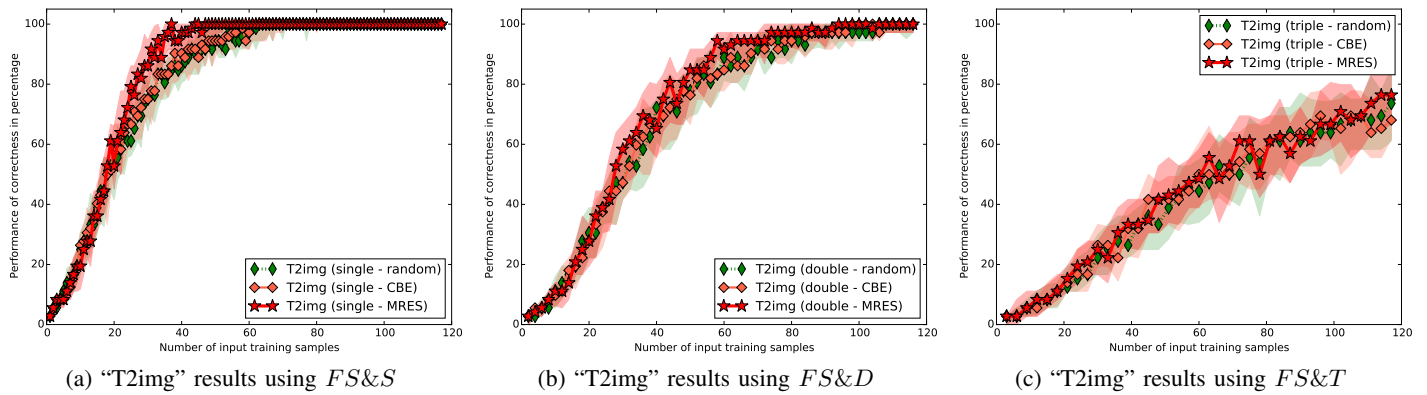 Performance of correctness in percentage
100
80
60
40
20
0
0 20 40 60 80 100 120
Number of input training samples
T2img (single - random)
T2img (single - CBE)
T2img (single - MRES)
(a) “T2img” results using FS&S
Performance of correctness in percentage
100
80
60
40
20
0
0 20 40 60 80 100 120
Number of input training samples
T2img (double - random)
T2img (double - CBE)
T2img (double - MRES)
(b) “T2img” results using FS&D
Performance of correctness in percentage
100
80
60
40
20
0
0 20 40 60 80 100 120
Number of input training samples
T2img (triple - random)
T2img (triple - CBE)
T2img (triple - MRES)
(c) “T2img” results using FS&T